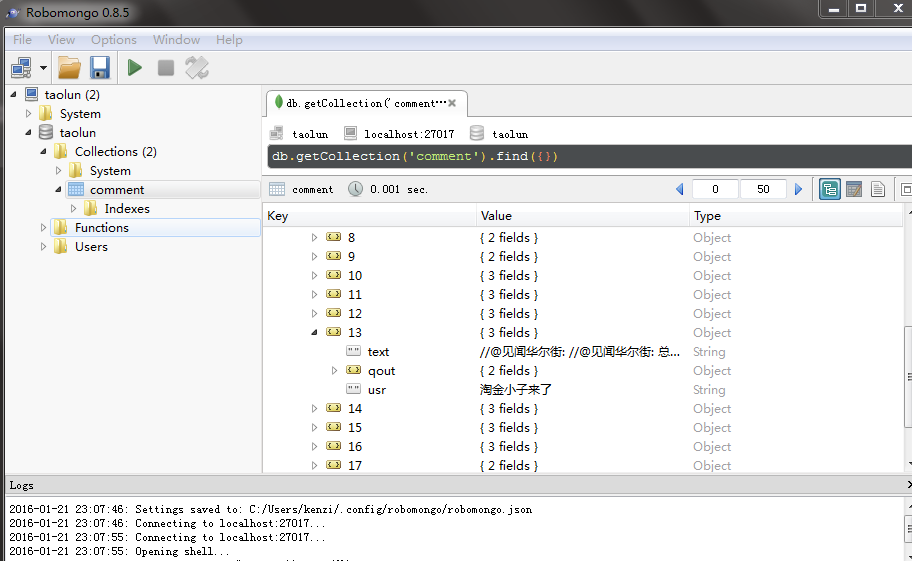 Robomongo 0.8.5
File View Options Window Help
taolun (2)
System
taolun
Collections (2)
System
comment
Indexes
Functions
Users
db.getCollection('comment…
taolun localhost:27017 taolun
db.getCollection('comment').find({})
comment 0.001 sec. 0 50
Key Value Type
8 { 2 fields } Object
9 { 2 fields } Object
10 { 3 fields } Object
11 { 3 fields } Object
12 { 3 fields } Object
13 { 3 fields } Object
text //@见闻华尔街: //@见闻华尔街: 总... String
qout { 2 fields } Object
usr 淘金小子来了 String
14 { 3 fields } Object
15 { 3 fields } Object
16 { 3 fields } Object
17 { 2 fields } Object
Logs
2016-01-21 23:07:46: Settings saved to: C:/Users/kenzi/.config/robomongo/robomongo.json
2016-01-21 23:07:46: Connecting to localhost:27017...
2016-01-21 23:07:55: Connecting to localhost:27017...
2016-01-21 23:07:55: Opening shell...